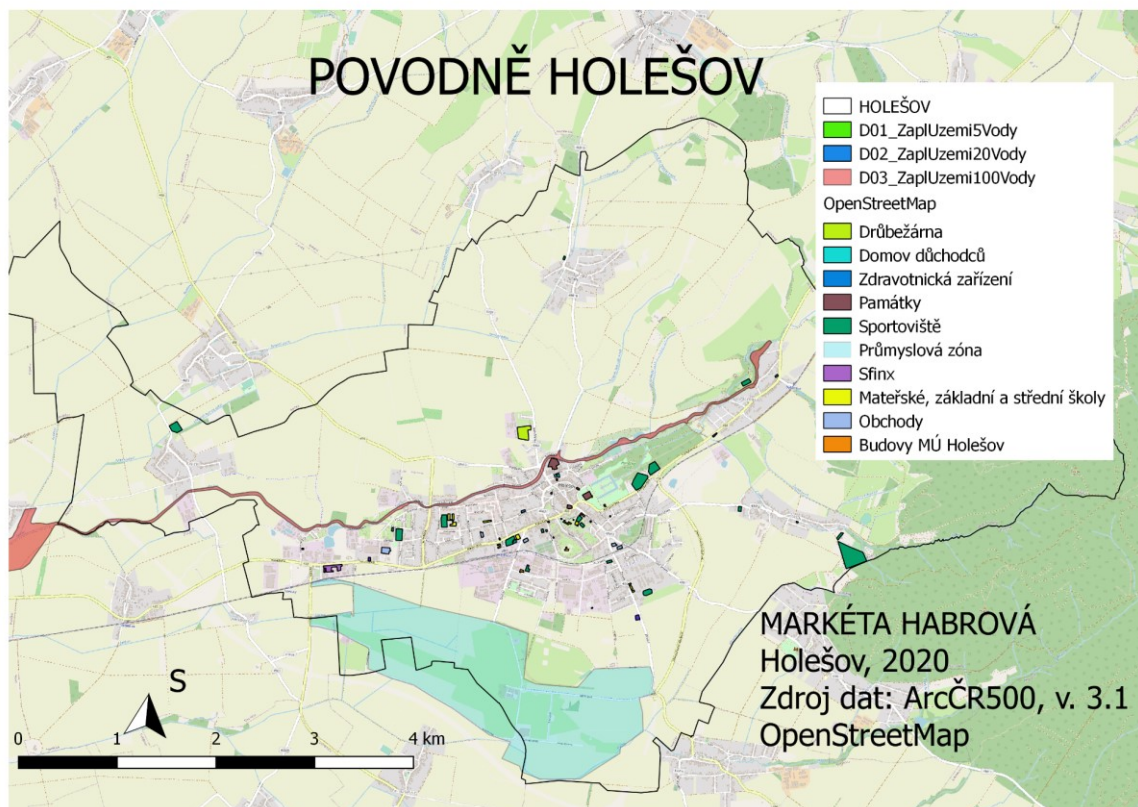 POVODNĚ HOLEŠOV
HOLEŠOV
D01_ZaplUzemi5Vody
D02_ZaplUzemi20Vody
D03_ZaplUzemi100Vody
OpenStreetMap
Drůbežárna
Domov důchodců
Zdravotnická zařízení
Památky
Sportoviště
Průmyslová zóna
Sfinx
Mateřské, základní a střední školy
Obchody
Budovy MÚ Holešov
MARKÉTA HABROVÁ
Holešov, 2020
Zdroj dat: ArcČR500, v. 3.1
OpenStreetMap
S
0 1 2 3 4 km